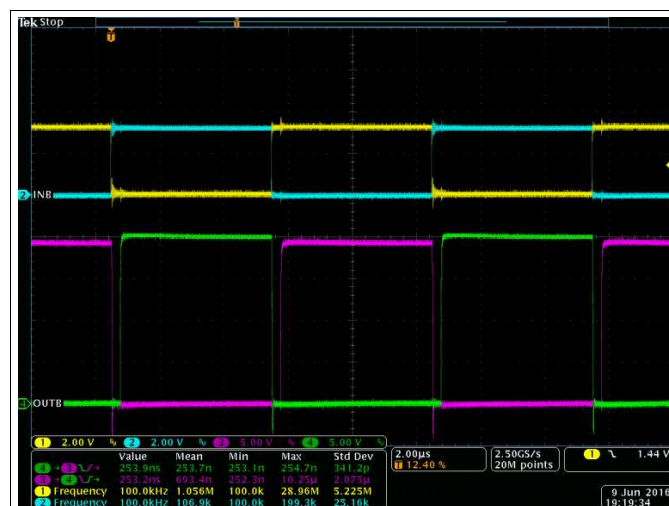 Tek Stop
T
T
2 INB
4 OUTB
1 2.00 V 2 2.00 V 3 5.00 V 4 5.00 V
2.00μs
T 12.40 %
2.50GS/s
20M points
1 1.44 V
Value Mean Min Max Std Dev
4 → 3 253.9ns 253.7n 253.1n 254.7n 341.2p
3 → 4 253.2ns 693.4n 252.3n 10.25μ 2.075μ
1 Frequency 100.0kHz 1.056M 100.0k 28.96M 5.225M
2 Frequency 100.0kHz 106.9k 100.0k 199.3k 25.16k
9 Jun 2016
19:19:34